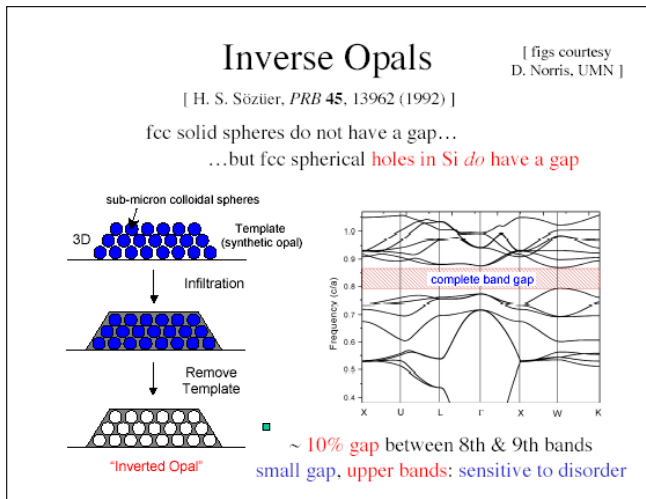 Inverse Opals
[ figs courtesy
D. Norris, UMN ]
[ H. S. Sözüer, PRB 45, 13962 (1992) ]
fcc solid spheres do not have a gap…
…but fcc spherical holes in Si do have a gap
sub-micron colloidal spheres
3D
Template
(synthetic opal)
Infiltration
Remove
Template
"Inverted Opal"
Frequency (c/a)
1.0
0.9
0.8
0.7
0.6
0.5
0.4
complete band gap
X U L Γ X W K
~ 10% gap between 8th & 9th bands
small gap, upper bands: sensitive to disorder